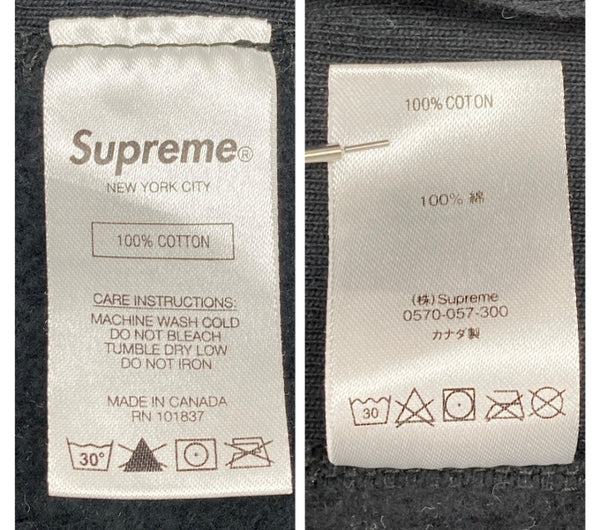 Supreme®
NEW YORK CITY
100% COTTON
CARE INSTRUCTIONS:
MACHINE WASH COLD
DO NOT BLEACH
TUMBLE DRY LOW
DO NOT IRON
MADE IN CANADA
RN 101837
30°
100% COTON
100% 綿
(株) Supreme
0570-057-300
カナダ製
30